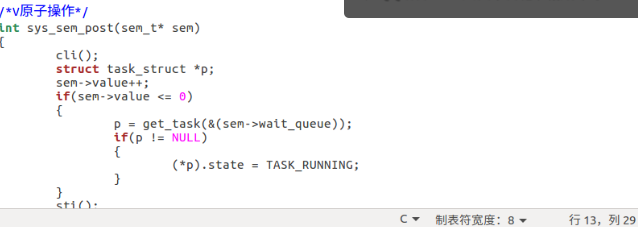 /*V原子操作*/
int sys_sem_post(sem_t* sem)
{
        cli();
        struct task_struct *p;
        sem->value++;
        if(sem->value <= 0)
        {
                p = get_task(&(sem->wait_queue));
                if(p != NULL)
                {
                        (*p).state = TASK_RUNNING;
                }
        }
        sti();
C 制表符宽度：8 行 13，列 29